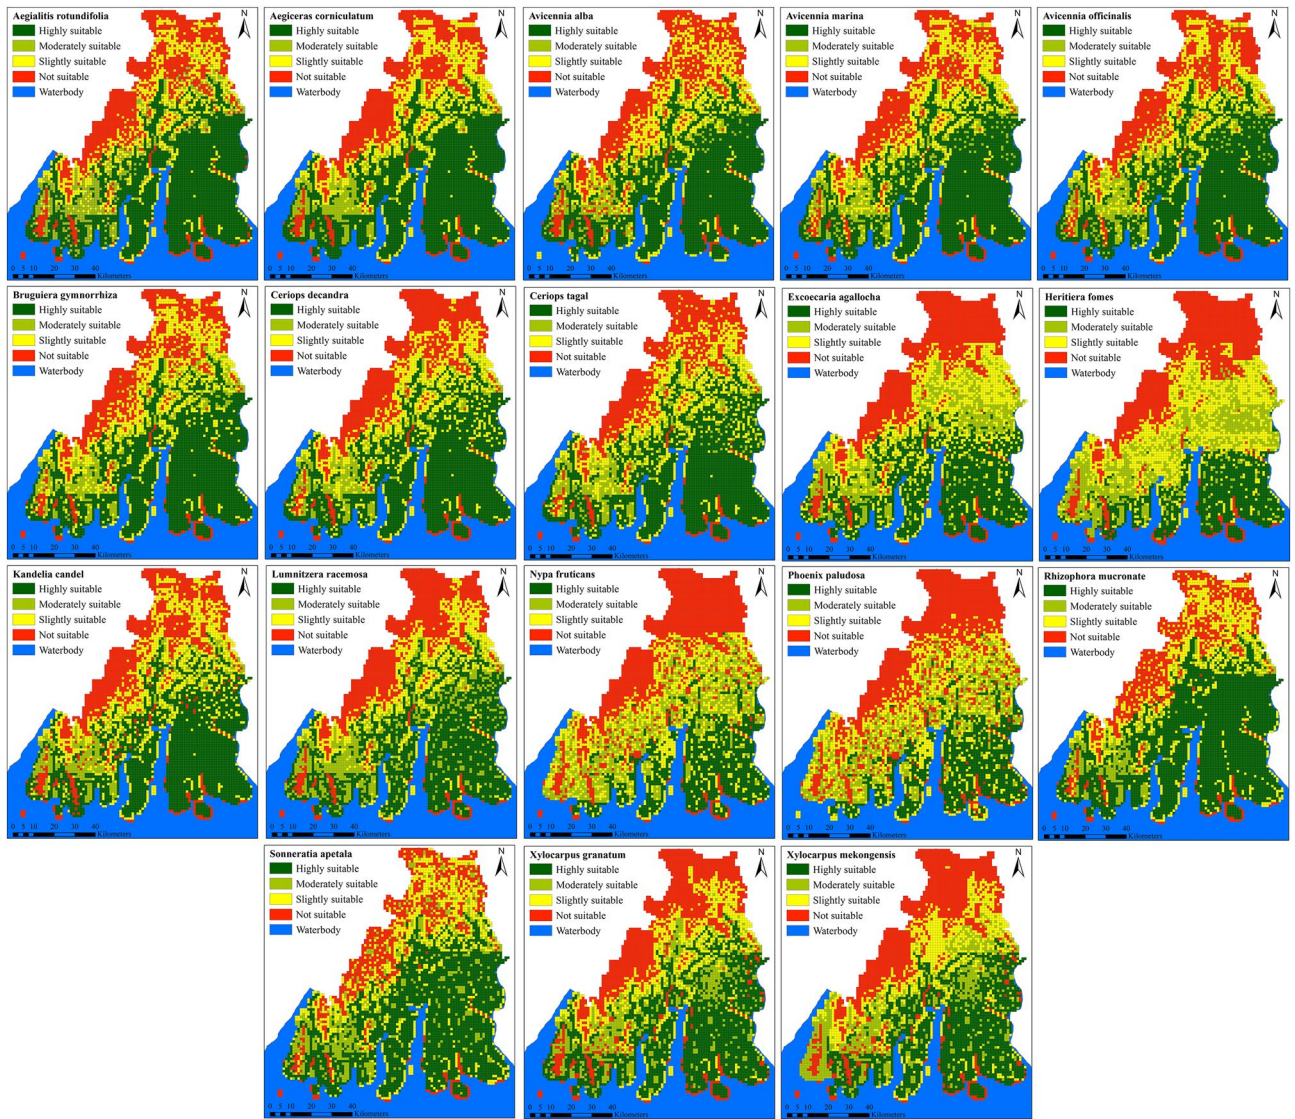 Aegialitis rotundifolia
N
Highly suitable
Moderately suitable
Slightly suitable
Not suitable
Waterbody
0 5 10 20 30 40
Kilometers
Aegiceras corniculatum
N
Highly suitable
Moderately suitable
Slightly suitable
Not suitable
Waterbody
0 5 10 20 30 40
Kilometers
Avicennia alba
N
Highly suitable
Moderately suitable
Slightly suitable
Not suitable
Waterbody
0 5 10 20 30 40
Kilometers
Avicennia marina
N
Highly suitable
Moderately suitable
Slightly suitable
Not suitable
Waterbody
0 5 10 20 30 40
Kilometers
Avicennia officinalis
N
Highly suitable
Moderately suitable
Slightly suitable
Not suitable
Waterbody
0 5 10 20 30 40
Kilometers
Bruguiera gymnorrhiza
N
Highly suitable
Moderately suitable
Slightly suitable
Not suitable
Waterbody
0 5 10 20 30 40
Kilometers
Ceriops decandra
N
Highly suitable
Moderately suitable
Slightly suitable
Not suitable
Waterbody
0 5 10 20 30 40
Kilometers
Ceriops tagal
N
Highly suitable
Moderately suitable
Slightly suitable
Not suitable
Waterbody
0 5 10 20 30 40
Kilometers
Excoecaria agallocha
N
Highly suitable
Moderately suitable
Slightly suitable
Not suitable
Waterbody
0 5 10 20 30 40
Kilometers
Heritiera fomes
N
Highly suitable
Moderately suitable
Slightly suitable
Not suitable
Waterbody
0 5 10 20 30 40
Kilometers
Kandelia candel
N
Highly suitable
Moderately suitable
Slightly suitable
Not suitable
Waterbody
0 5 10 20 30 40
Kilometers
Lumnitzera racemosa
N
Highly suitable
Moderately suitable
Slightly suitable
Not suitable
Waterbody
0 5 10 20 30 40
Kilometers
Nypa fruticans
N
Highly suitable
Moderately suitable
Slightly suitable
Not suitable
Waterbody
0 5 10 20 30 40
Kilometers
Phoenix paludosa
N
Highly suitable
Moderately suitable
Slightly suitable
Not suitable
Waterbody
0 5 10 20 30 40
Kilometers
Rhizophora mucronate
N
Highly suitable
Moderately suitable
Slightly suitable
Not suitable
Waterbody
0 5 10 20 30 40
Kilometers
Sonneratia apetala
N
Highly suitable
Moderately suitable
Slightly suitable
Not suitable
Waterbody
0 5 10 20 30 40
Kilometers
Xylocarpus granatum
N
Highly suitable
Moderately suitable
Slightly suitable
Not suitable
Waterbody
0 5 10 20 30 40
Kilometers
Xylocarpus mekongensis
N
Highly suitable
Moderately suitable
Slightly suitable
Not suitable
Waterbody
0 5 10 20 30 40
Kilometers